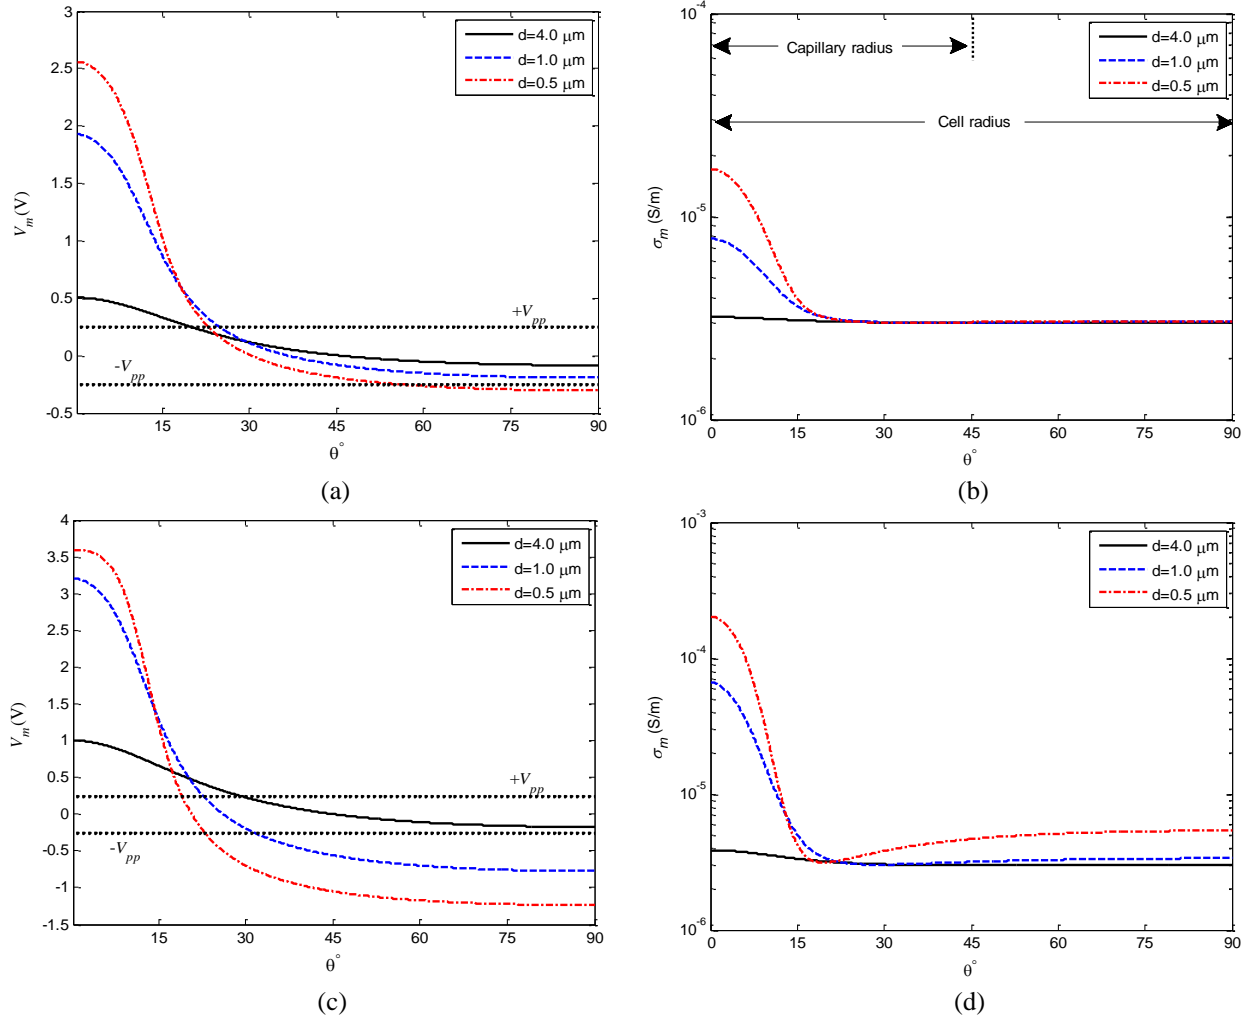 3
2.5
2
1.5
1
0.5
0
-0.5
V_m (V)
15 30 45 60 75 90
θ°
d=4.0 μm
d=1.0 μm
d=0.5 μm
+V_pp
-V_pp
(a)
10^-4
10^-5
10^-6
σ_m (S/m)
0 15 30 45 60 75 90
θ°
Capillary radius
Cell radius
d=4.0 μm
d=1.0 μm
d=0.5 μm
(b)
4
3.5
3
2.5
2
1.5
1
0.5
0
-0.5
-1
-1.5
V_m (V)
15 30 45 60 75 90
θ°
d=4.0 μm
d=1.0 μm
d=0.5 μm
+V_pp
-V_pp
(c)
10^-3
10^-4
10^-5
10^-6
σ_m (S/m)
0 15 30 45 60 75 90
θ°
d=4.0 μm
d=1.0 μm
d=0.5 μm
(d)